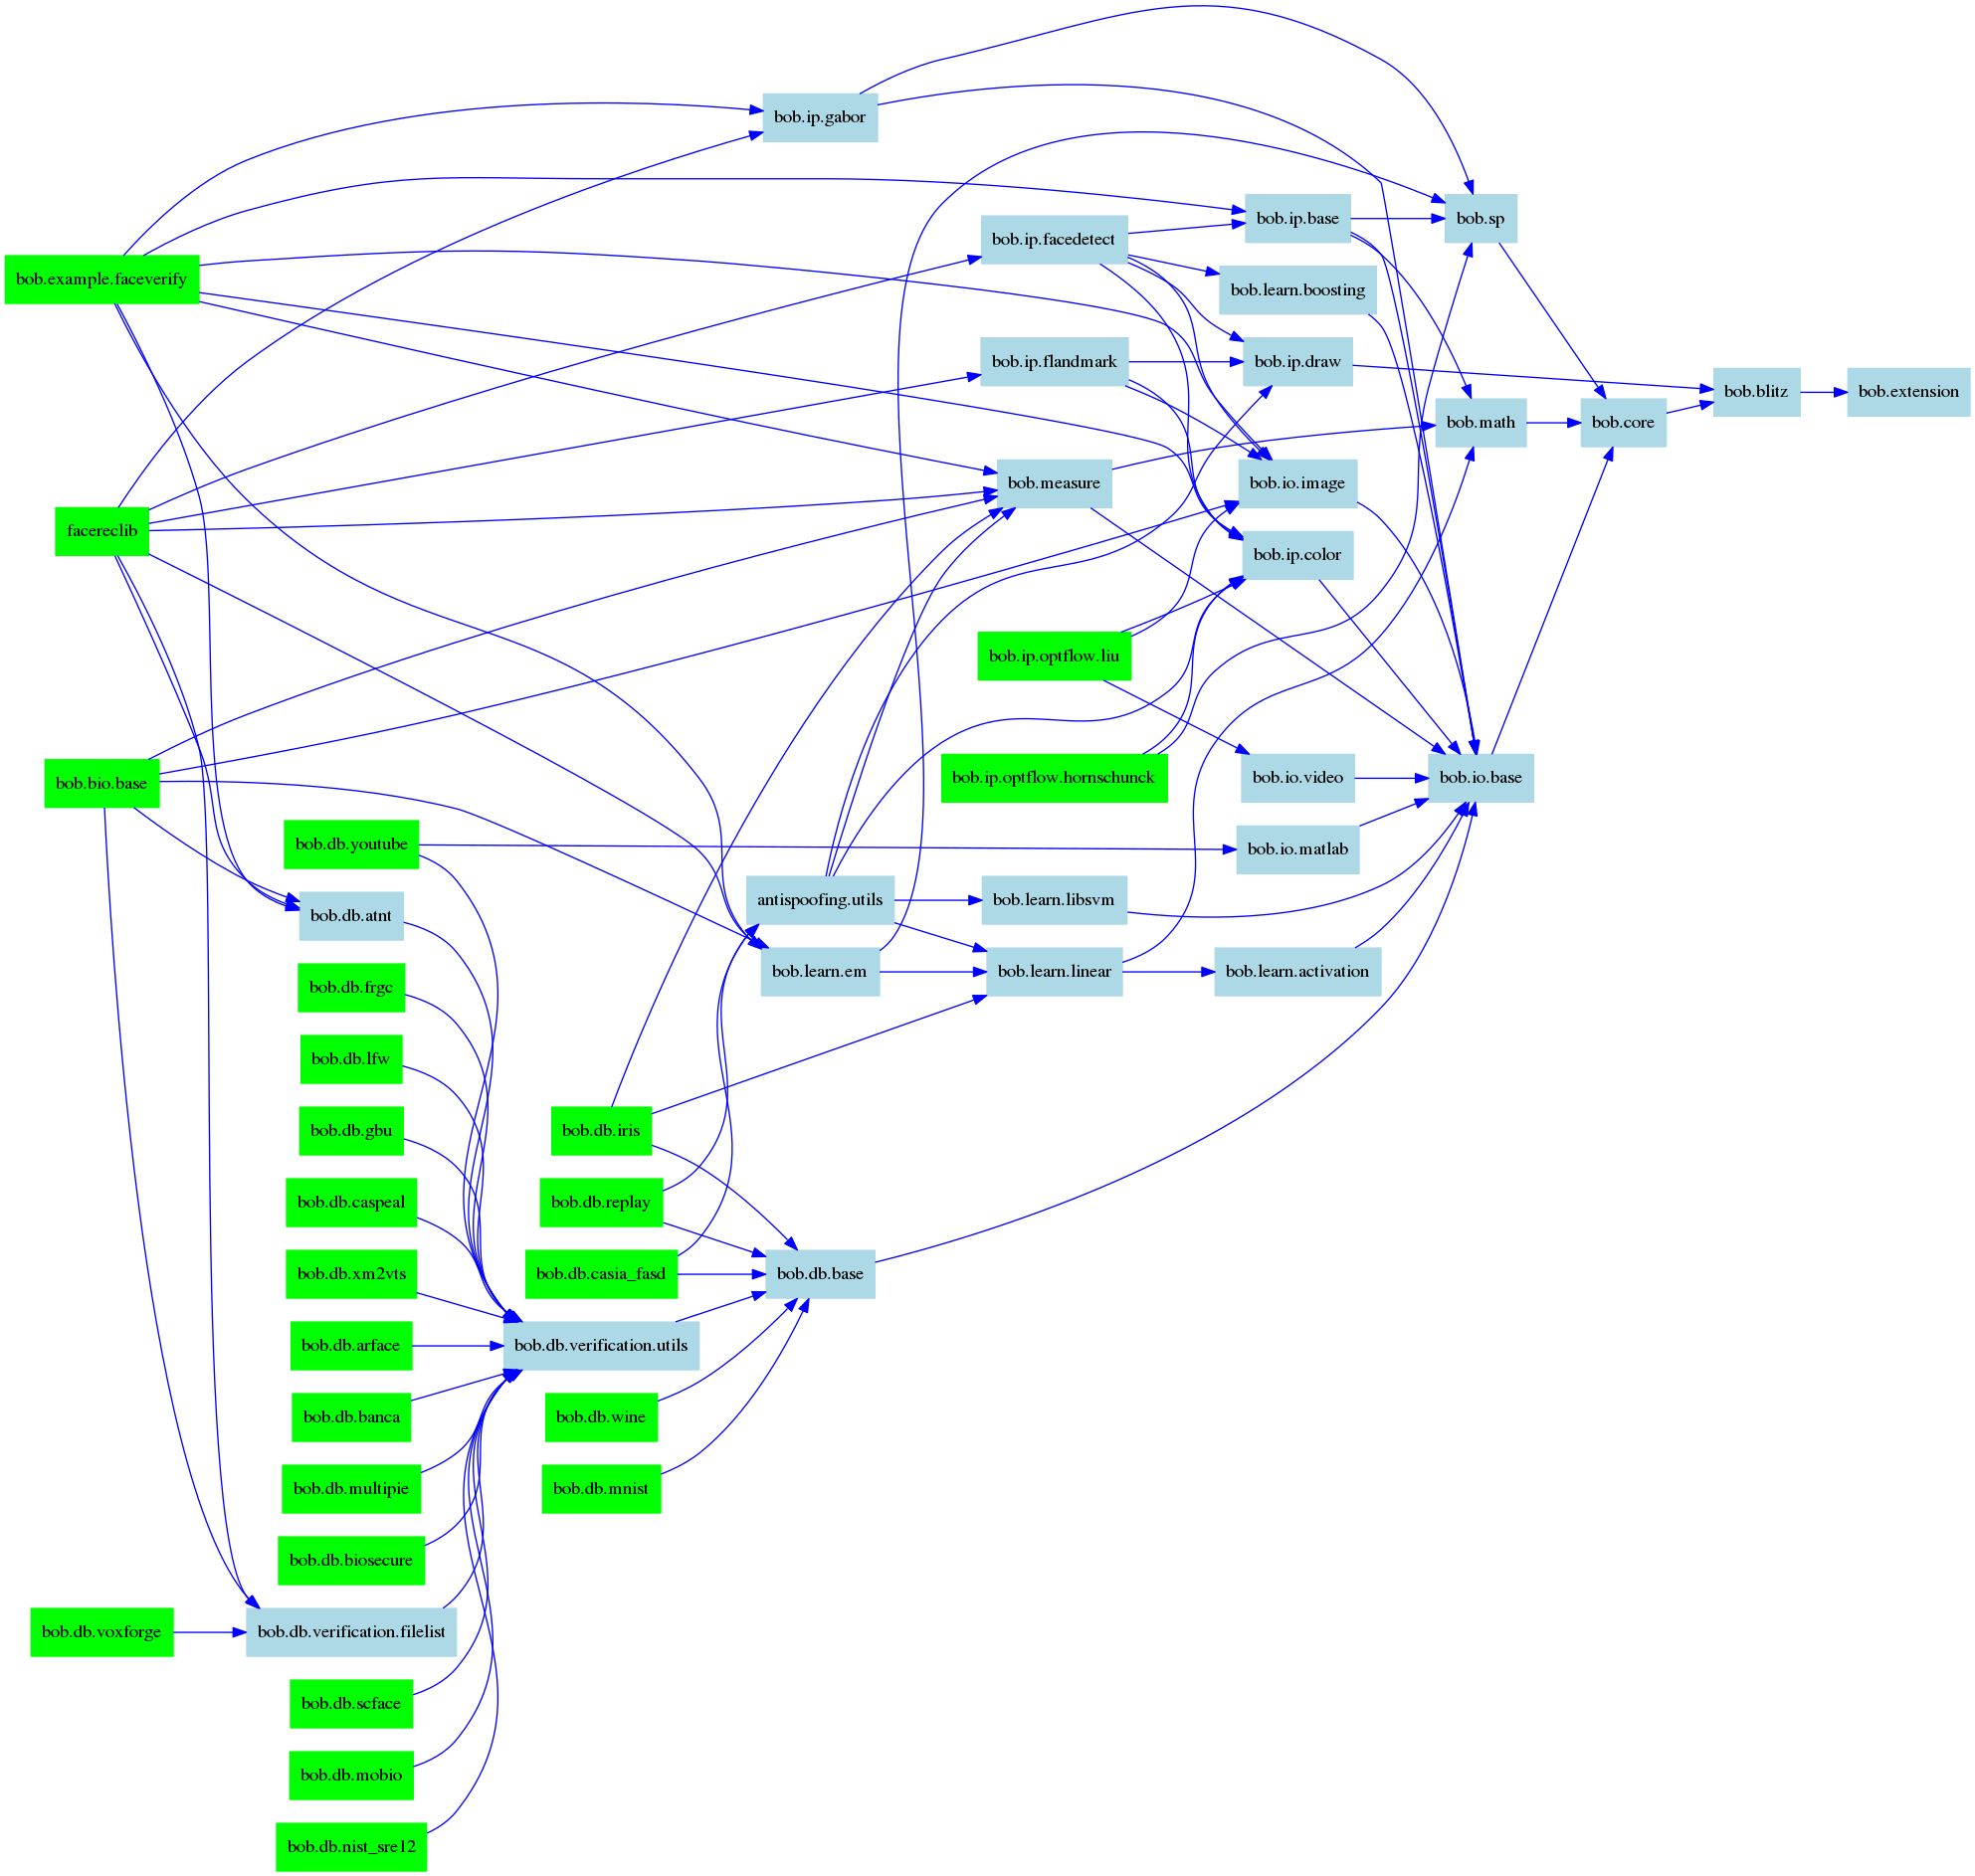 bob.ip.gabor
bob.ip.base
bob.sp
bob.ip.facedetect
bob.example.faceverify
bob.learn.boosting
bob.ip.flandmark
bob.ip.draw
bob.blitz
bob.extension
bob.math
bob.core
bob.measure
bob.io.image
facereclib
bob.ip.color
bob.ip.optflow.liu
bob.bio.base
bob.ip.optflow.hornschunck
bob.io.video
bob.io.base
bob.db.youtube
bob.io.matlab
antispoofing.utils
bob.learn.libsvm
bob.db.atnt
bob.learn.em
bob.learn.linear
bob.learn.activation
bob.db.frgc
bob.db.lfw
bob.db.gbu
bob.db.iris
bob.db.caspeal
bob.db.replay
bob.db.xm2vts
bob.db.casia_fasd
bob.db.base
bob.db.arface
bob.db.verification.utils
bob.db.banca
bob.db.wine
bob.db.multipie
bob.db.mnist
bob.db.biosecure
bob.db.voxforge
bob.db.verification.filelist
bob.db.scface
bob.db.mobio
bob.db.nist_sre12